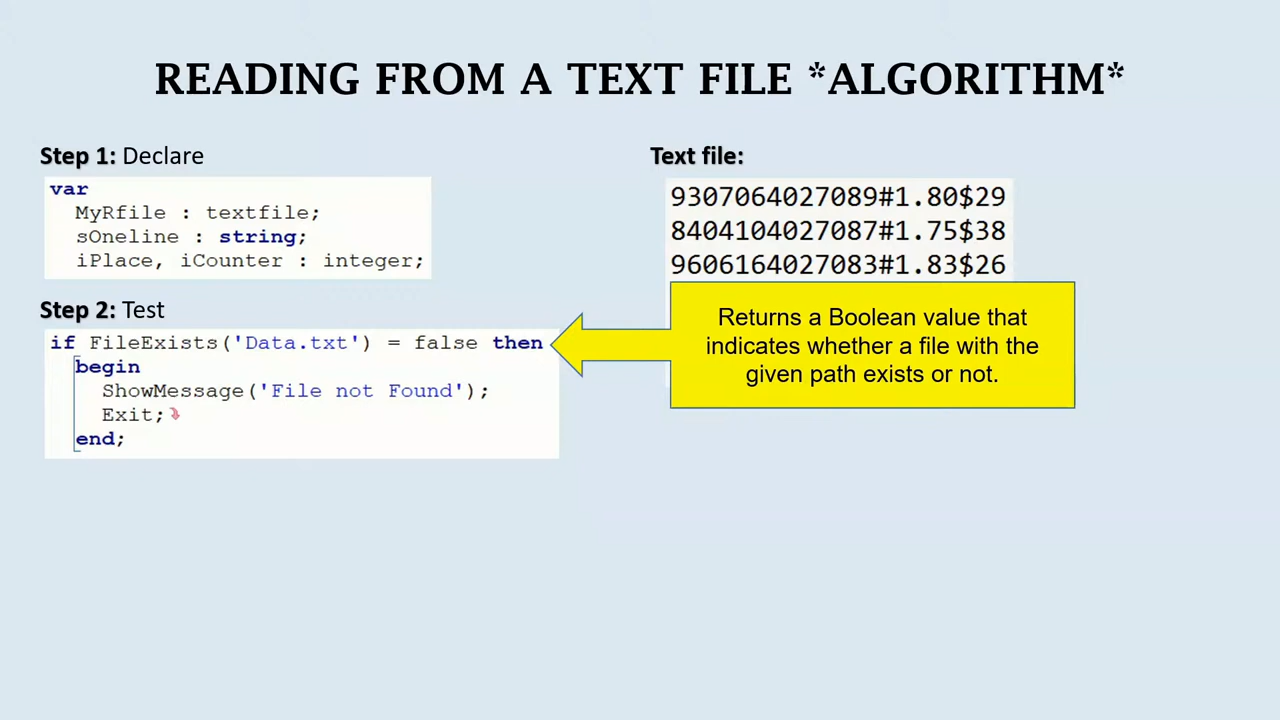 READING FROM A TEXT FILE *ALGORITHM*
Step 1: Declare
var
MyRfile : textfile;
sOneline : string;
iPlace, iCounter : integer;
Step 2: Test
if FileExists('Data.txt') = false then
begin
ShowMessage('File not Found');
Exit;
end;
Text file:
9307064027089#1.80$29
8404104027087#1.75$38
9606164027083#1.83$26
Returns a Boolean value that
indicates whether a file with the
given path exists or not.